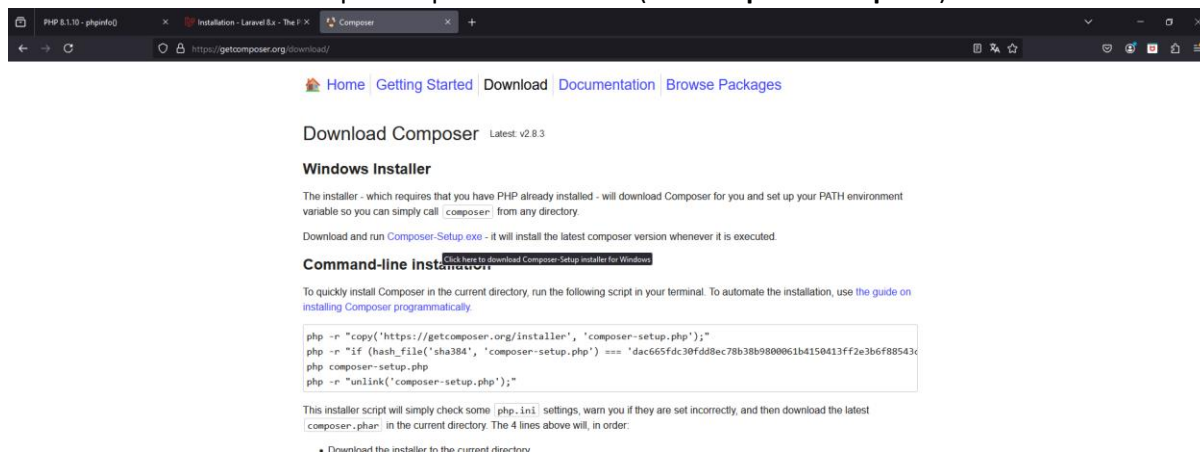 PHP 8.1.10 - phpinfo()
Installation - Laravel 8.x - The P
Composer
https://getcomposer.org/download/
Home Getting Started Download Documentation Browse Packages
Download Composer Latest: v2.8.3
Windows Installer
The installer - which requires that you have PHP already installed - will download Composer for you and set up your PATH environment
variable so you can simply call composer from any directory.
Download and run Composer-Setup.exe - it will install the latest composer version whenever it is executed.
Click here to download Composer-Setup installer for Windows
Command-line installation
To quickly install Composer in the current directory, run the following script in your terminal. To automate the installation, use the guide on
installing Composer programmatically.
php -r "copy('https://getcomposer.org/installer', 'composer-setup.php');"
php -r "if (hash_file('sha384', 'composer-setup.php') === 'dac665fdc30fdd8ec78b38b9800061b4150413ff2e3b6f88543c
php composer-setup.php
php -r "unlink('composer-setup.php');"
This installer script will simply check some php.ini settings, warn you if they are set incorrectly, and then download the latest
composer.phar in the current directory. The 4 lines above will, in order:
• Download the installer to the current directory